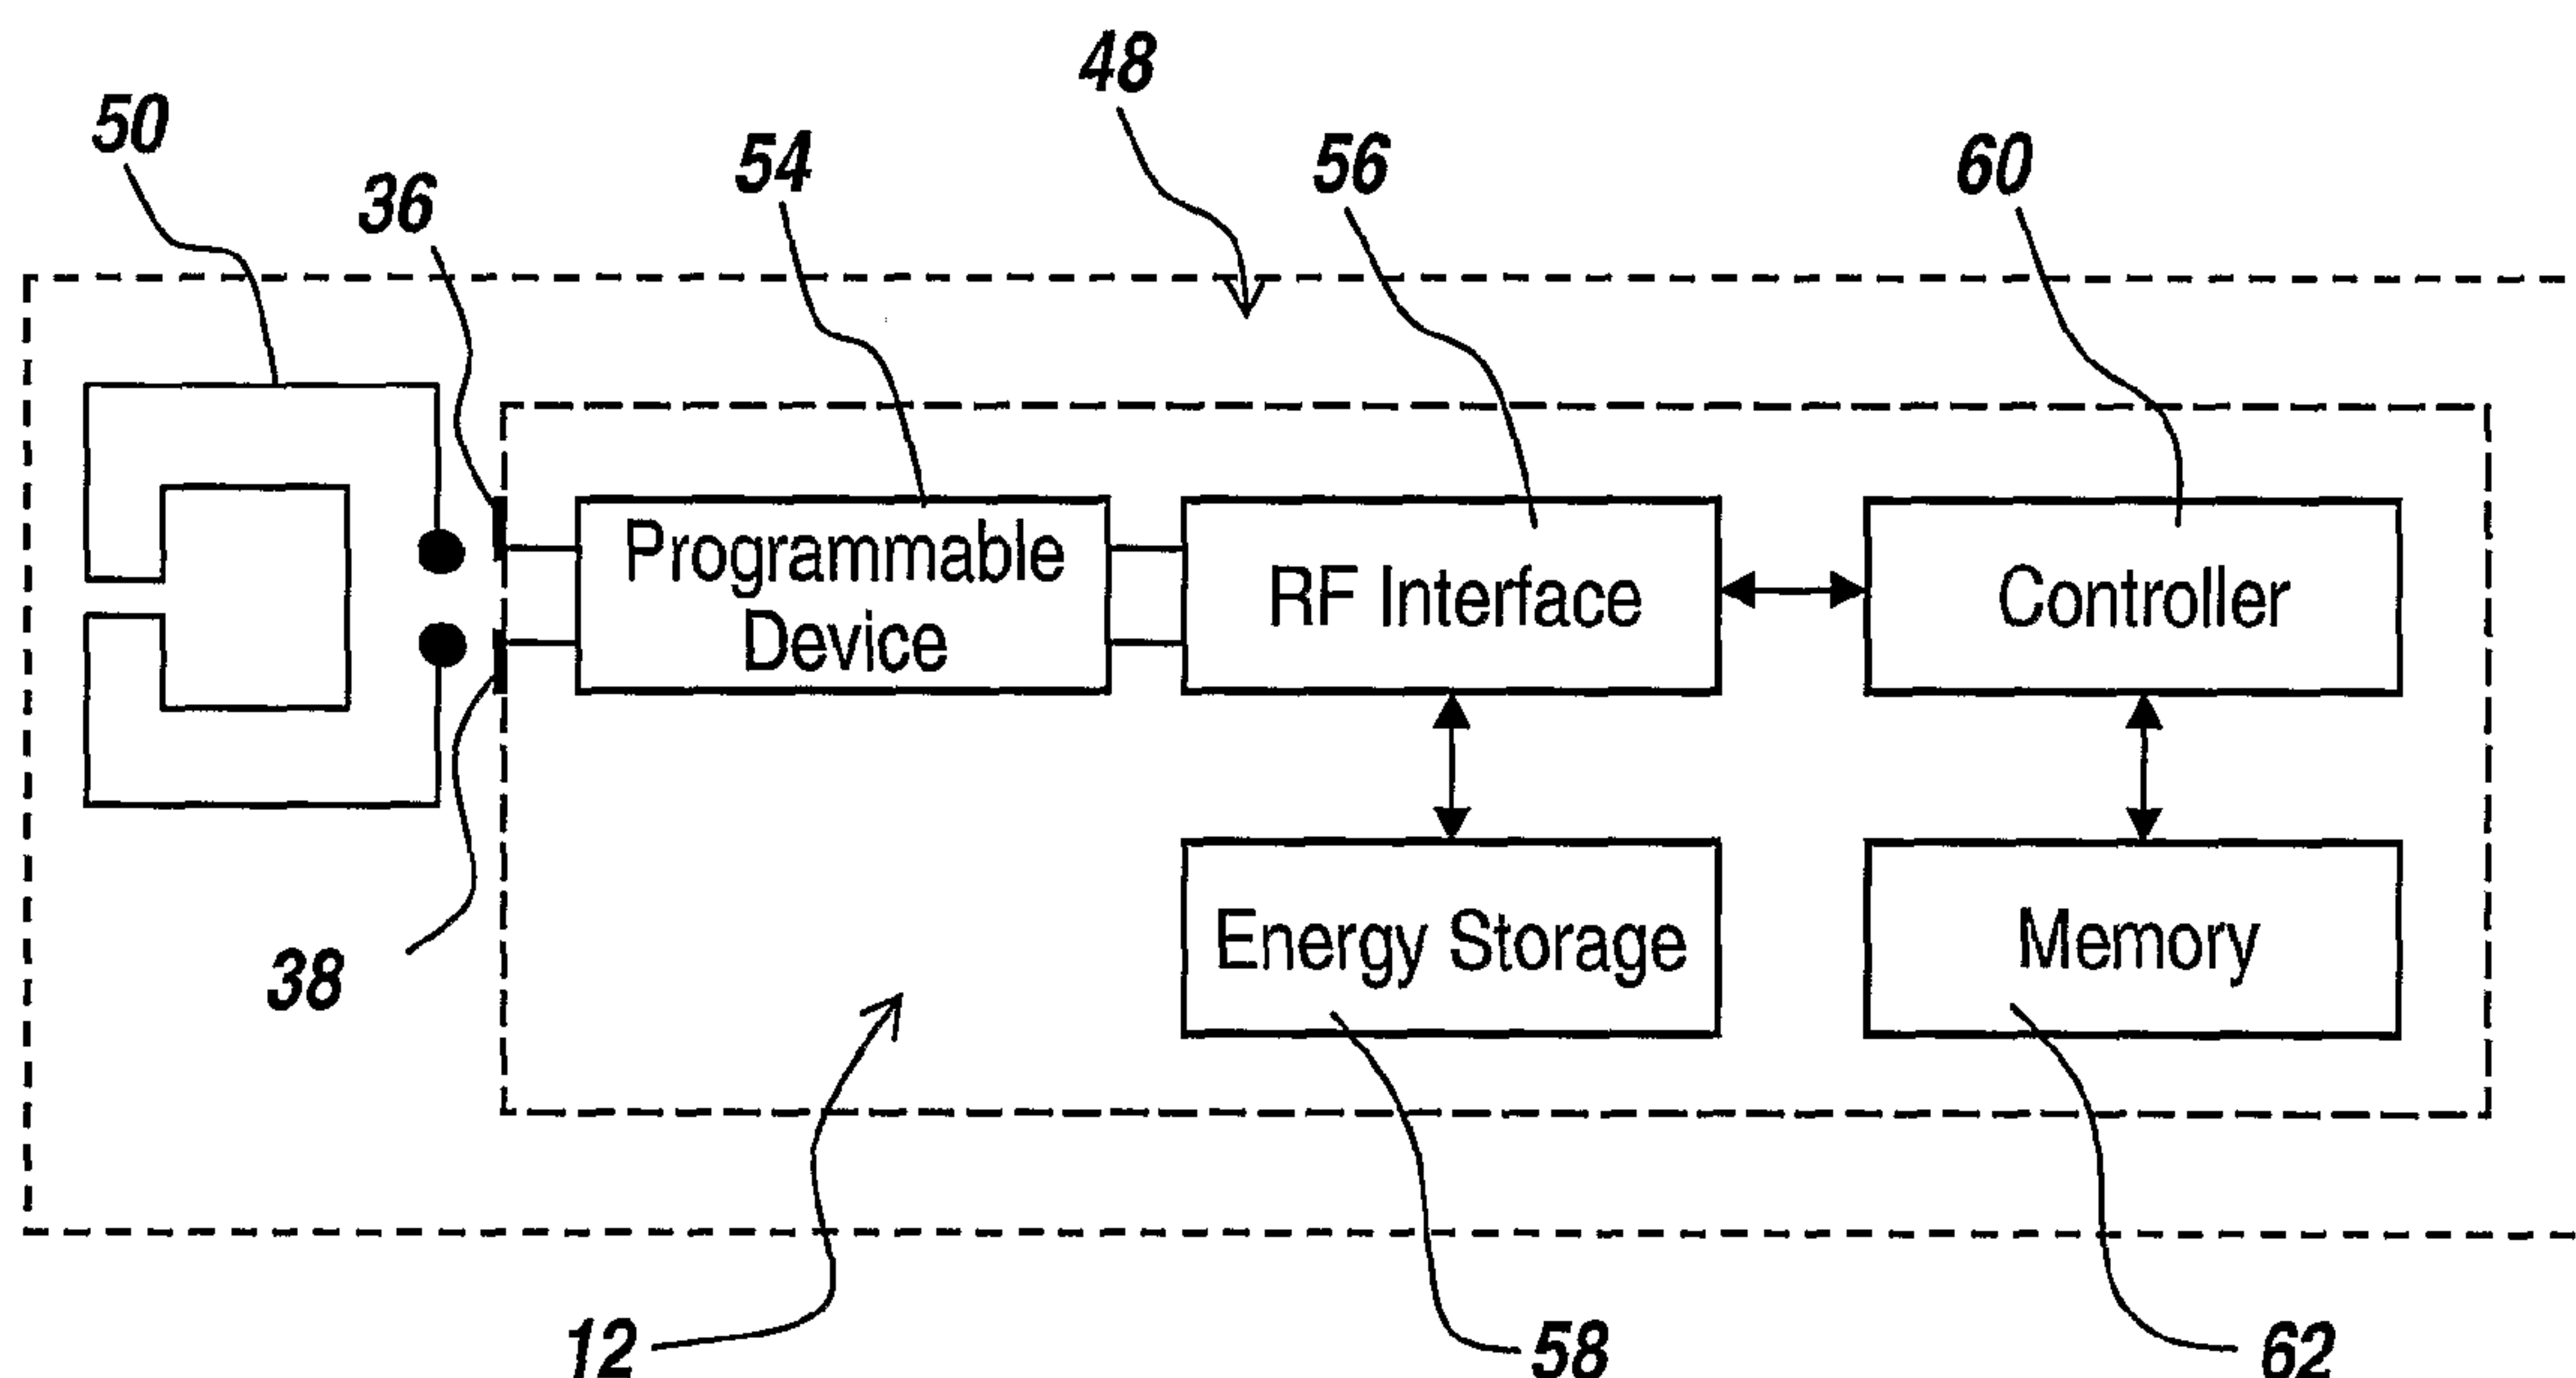 48
50
54
56
60
36
Programmable
Device
RF Interface
Controller
Energy Storage
Memory
38
12
58
62